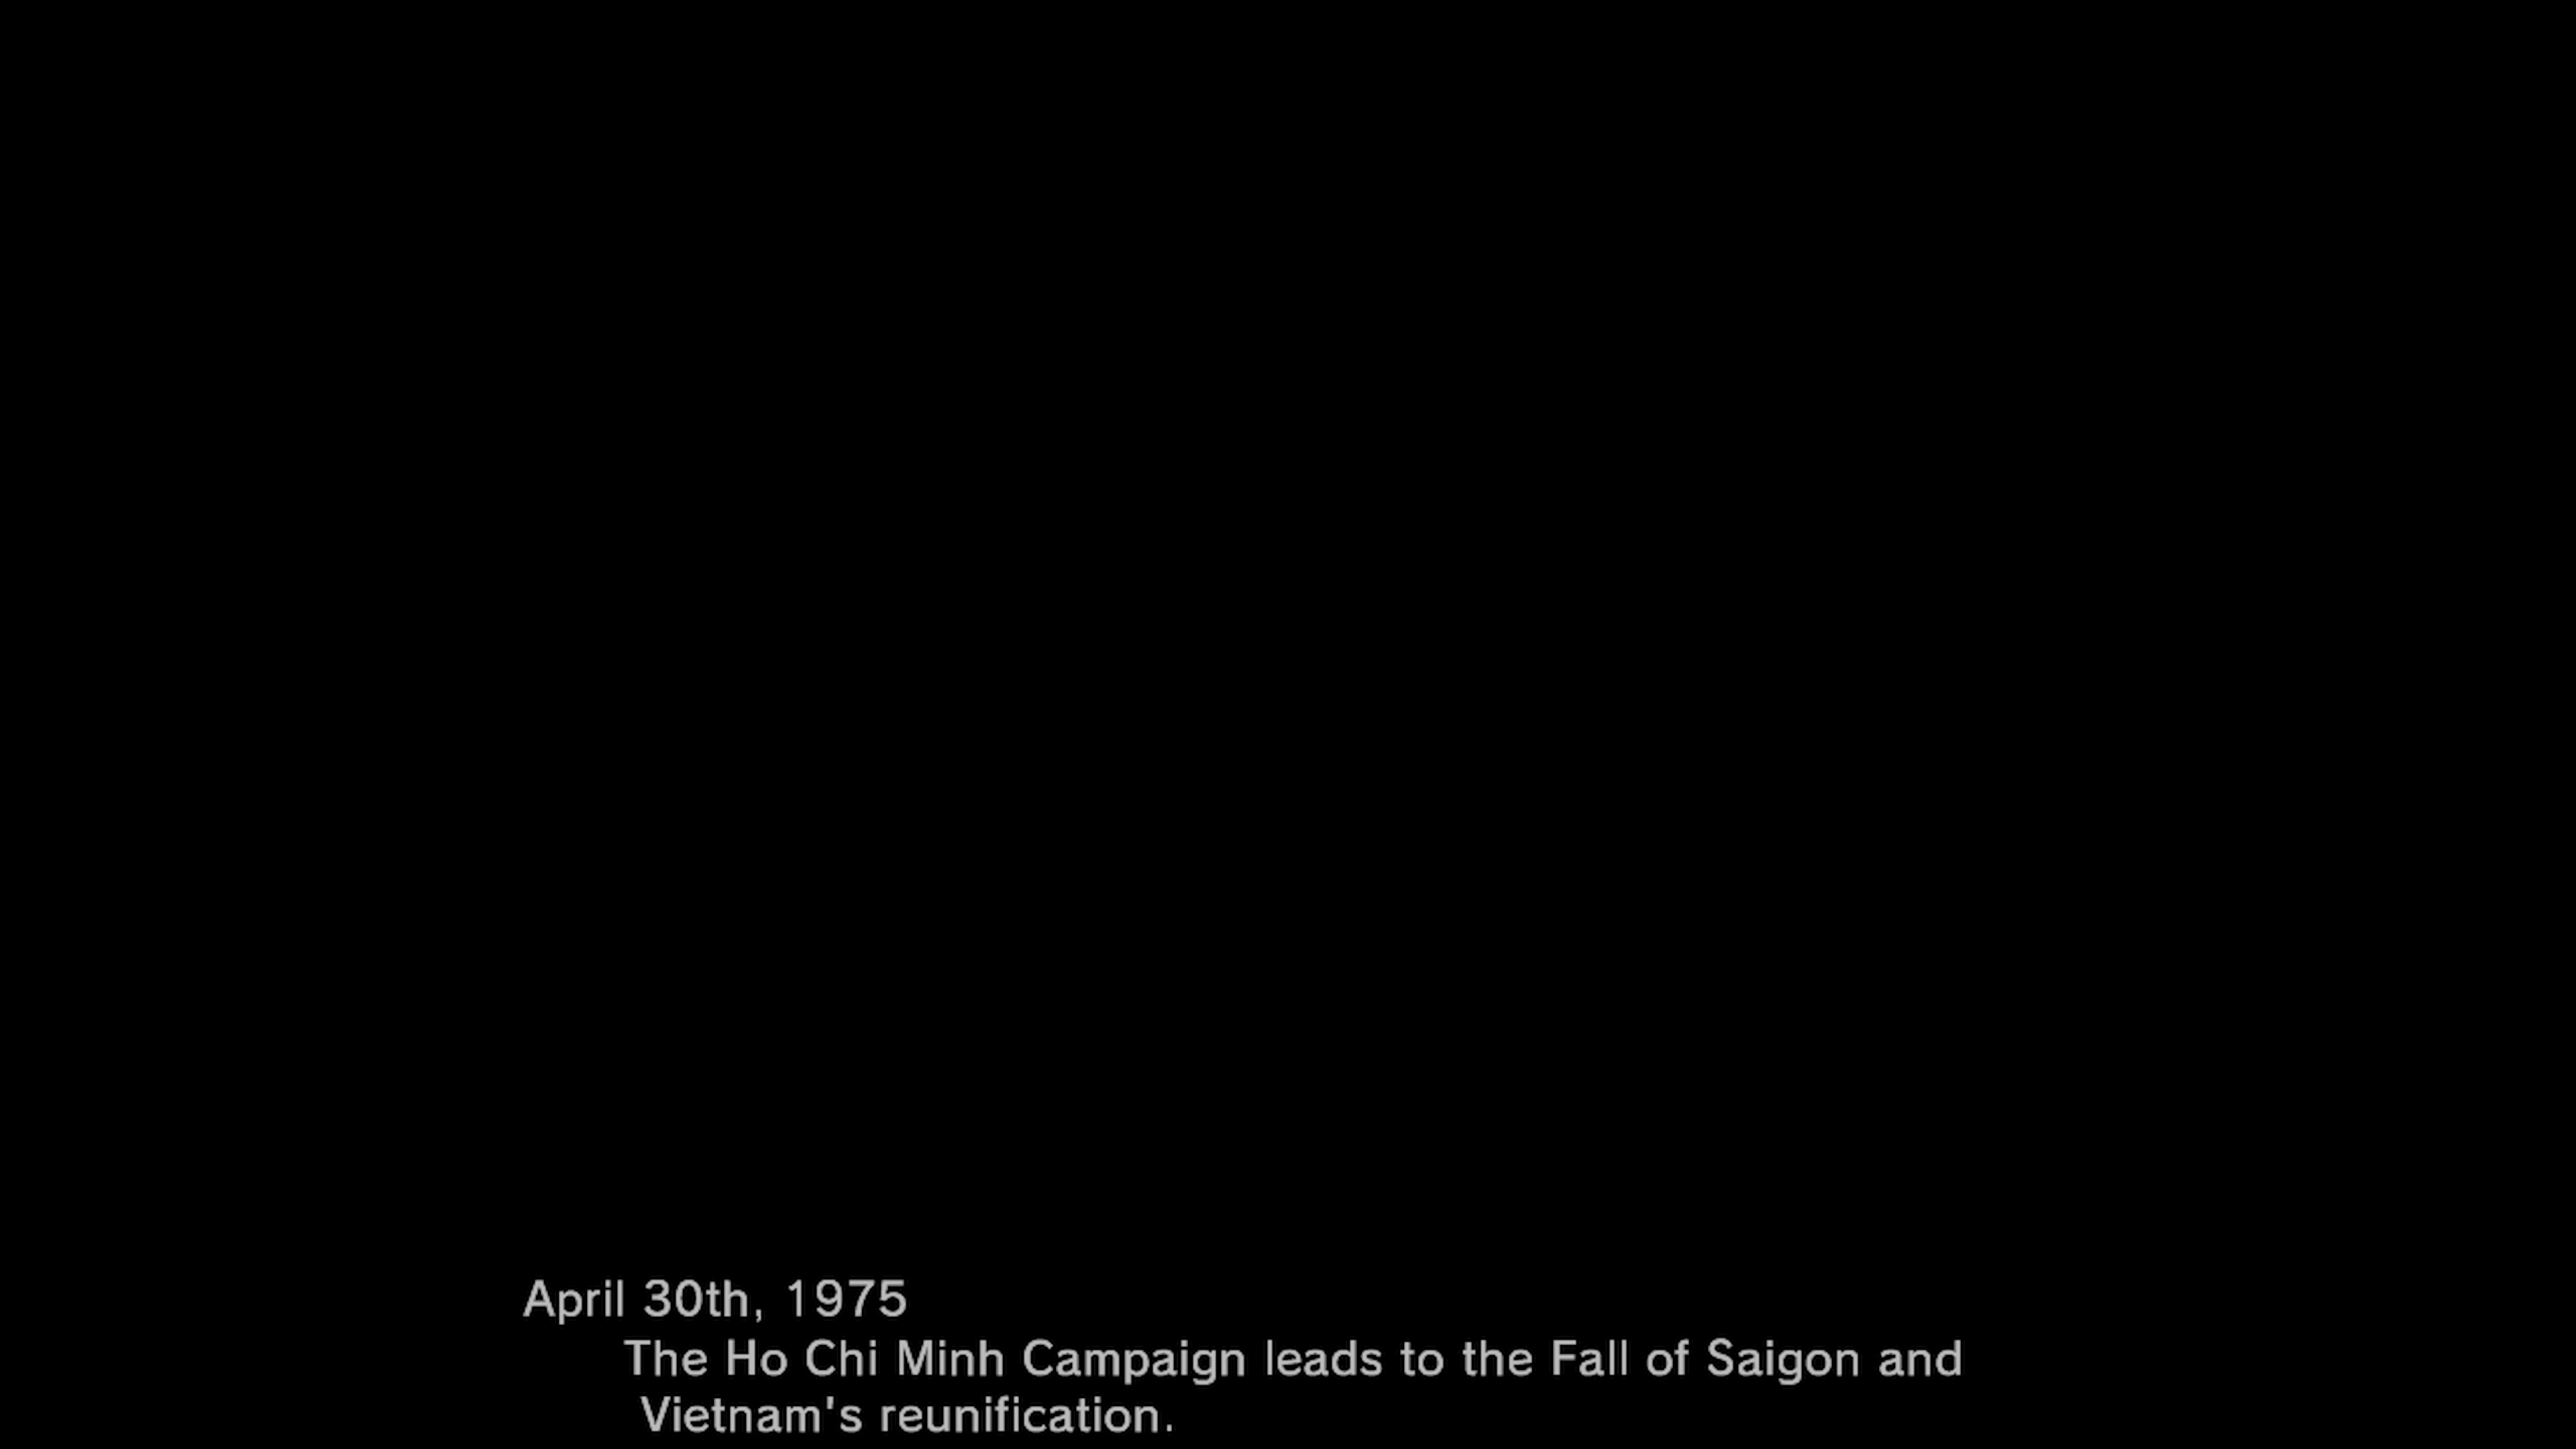 April 30th, 1975
The Ho Chi Minh Campaign leads to the Fall of Saigon and
Vietnam's reunification.